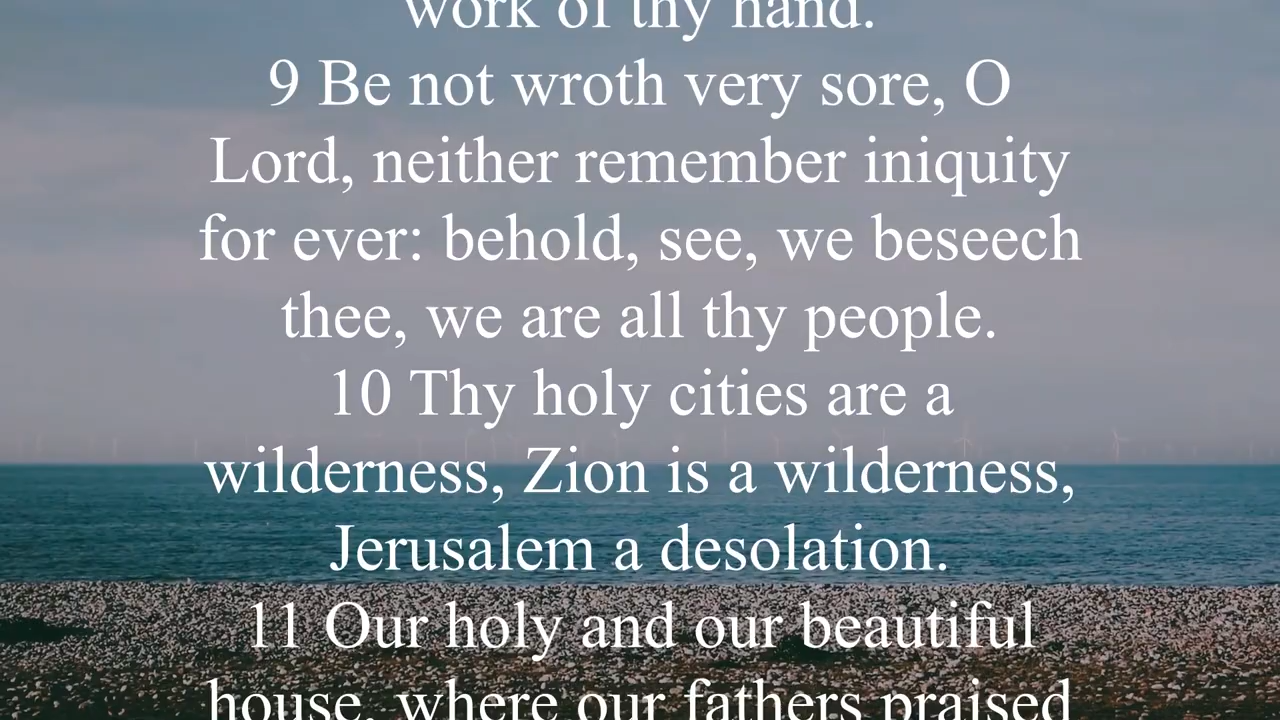 work of thy hand.
9 Be not wroth very sore, O
Lord, neither remember iniquity
for ever: behold, see, we beseech
thee, we are all thy people.
10 Thy holy cities are a
wilderness, Zion is a wilderness,
Jerusalem a desolation.
11 Our holy and our beautiful
house, where our fathers praised